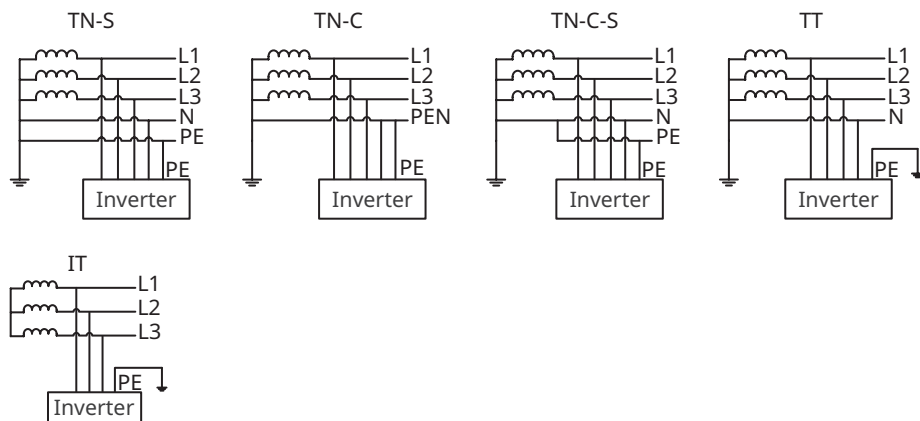 TN-S
L1
L2
L3
N
PE
PE
Inverter
TN-C
L1
L2
L3
PEN
PE
Inverter
TN-C-S
L1
L2
L3
N
PE
PE
Inverter
TT
L1
L2
L3
N
PE
Inverter
IT
L1
L2
L3
PE
Inverter